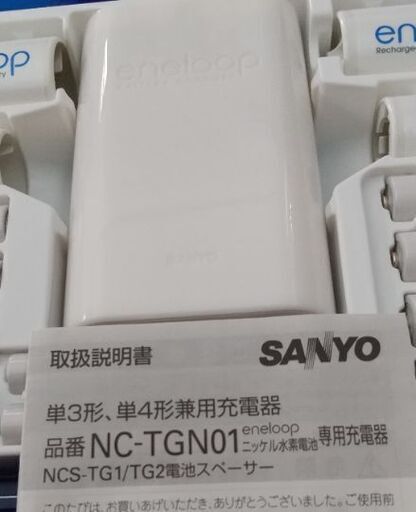 eneloop
oop
en
Recharge
SANYO
取扱説明書 SANYO
単3形、単4形兼用充電器
品番 NC-TGN01 eneloop ニッケル水素電池 専用充電器
NCS-TG1/TG2電池スペーサー
このたびは、お買いあげいただき、ありがとうございました。ご使用前